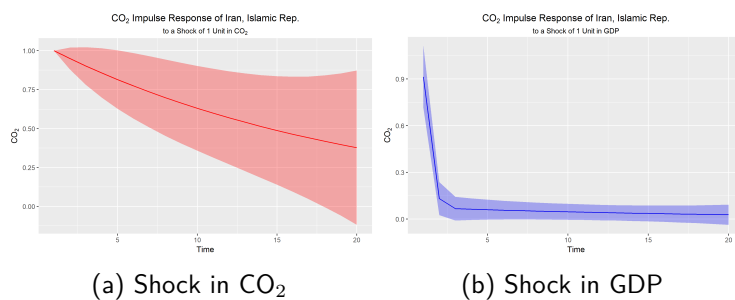 CO₂ Impulse Response of Iran, Islamic Rep.
to a Shock of 1 Unit in CO₂
1.00
0.75
0.50
0.25
0.00
CO₂
5
10
15
20
Time
(a) Shock in CO₂
CO₂ Impulse Response of Iran, Islamic Rep.
to a Shock of 1 Unit in GDP
0.9
0.6
0.3
0.0
CO₂
5
10
15
20
Time
(b) Shock in GDP